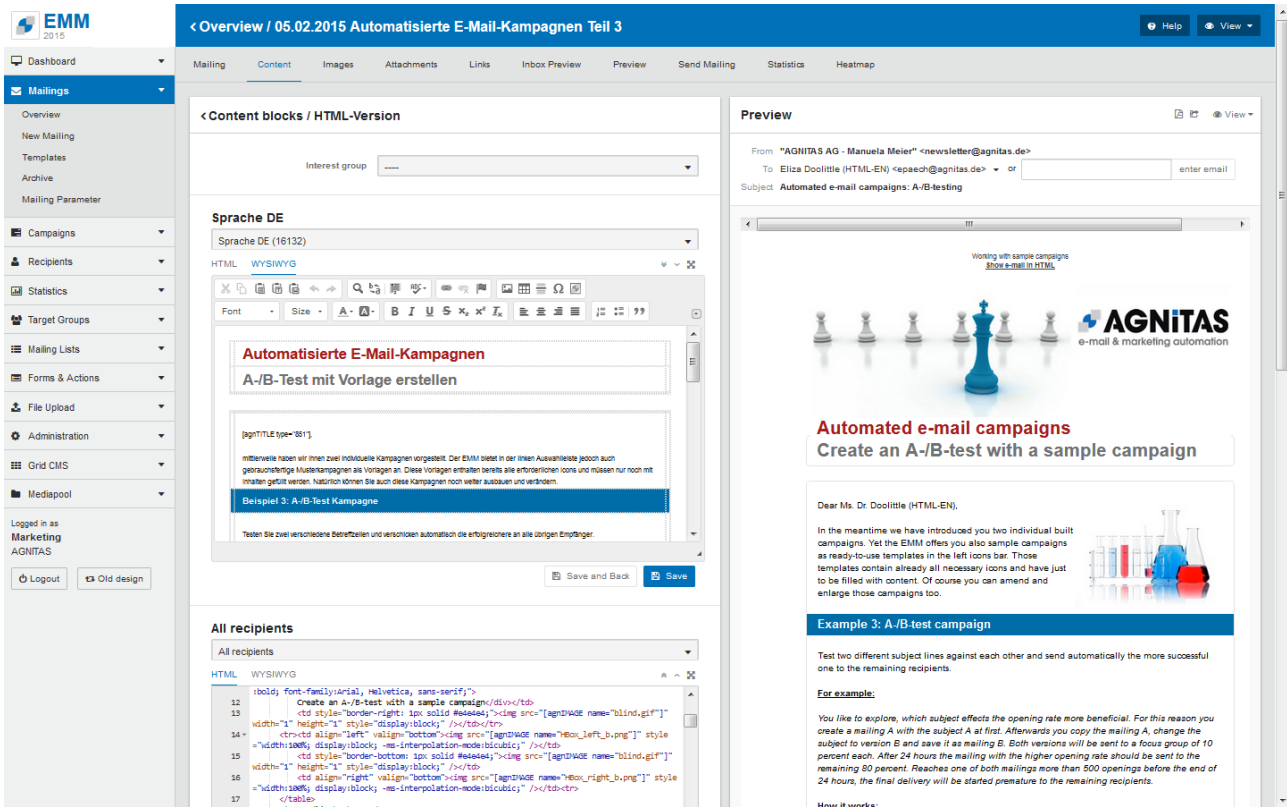 EMM
2015
Overview / 05.02.2015 Automatisierte E-Mail-Kampagnen Teil 3
Help
View
Dashboard
Mailings
Overview
New Mailing
Templates
Archive
Mailing Parameter
Campaigns
Recipients
Statistics
Target Groups
Mailing Lists
Forms & Actions
File Upload
Administration
Grid CMS
Mediapool
Logged in as
Marketing
AGNITAS
Logout
Old design
Mailing Content Images Attachments Links Inbox Preview Preview Send Mailing Statistics Heatmap
Content blocks / HTML-Version
Interest group ----
Sprache DE
Sprache DE (16132)
HTML WYSIWYG
Font Size
Automatisierte E-Mail-Kampagnen
A-/B-Test mit Vorlage erstellen
[agnTITLE type="851"],
mittlerweile haben wir Ihnen zwei individuelle Kampagnen vorgestellt. Der EMM bietet in der linken Auswahlleiste jedoch auch
gebrauchsfertige Musterkampagnen als Vorlagen an. Diese Vorlagen enthalten bereits alle erforderlichen Icons und müssen nur noch mit
Inhalten gefüllt werden. Natürlich können Sie auch diese Kampagnen noch weiter ausbauen und verändern.
Beispiel 3: A-/B-Test Kampagne
Testen Sie zwei verschiedene Betreffzeilen und verschicken automatisch die erfolgreichere an alle übrigen Empfänger.
Save and Back
Save
All recipients
All recipients
HTML WYSIWYG
:bold; font-family:Arial, Helvetica, sans-serif;">
12 Create an A-/B-test with a sample campaign</div></td>
13 <td style="border-right: 1px solid #e4e4e4;"><img src="[agnIMAGE name="blind.gif"]"
width="1" height="1" style="display:block;" /></td></tr>
14 <tr><td align="left" valign="bottom"><img src="[agnIMAGE name="HBox_left_b.png"]" style
="width:100%; display:block; -ms-interpolation-mode:bicubic;" /></td>
15 <td style="border-bottom: 1px solid #e4e4e4;"><img src="[agnIMAGE name="blind.gif"]"
width="1" height="1" style="display:block;" /></td>
16 <td align="right" valign="bottom"><img src="[agnIMAGE name="HBox_right_b.png"]" style
="width:100%; display:block; -ms-interpolation-mode:bicubic;" /></td><tr>
17 </table>
Preview
View
From "AGNITAS AG - Manuela Meier" <newsletter@agnitas.de>
To Eliza Doolittle (HTML-EN) <epaech@agnitas.de> or enter email
Subject Automated e-mail campaigns: A-/B-testing
Working with sample campaigns
Show e-mail in HTML
AGNITAS
e-mail & marketing automation
Automated e-mail campaigns
Create an A-/B-test with a sample campaign
Dear Ms. Dr. Doolittle (HTML-EN),
In the meantime we have introduced you two individual built
campaigns. Yet the EMM offers you also sample campaigns
as ready-to-use templates in the left icons bar. Those
templates contain already all necessary icons and have just
to be filled with content. Of course you can amend and
enlarge those campaigns too.
Example 3: A-/B-test campaign
Test two different subject lines against each other and send automatically the more successful
one to the remaining recipients.
For example:
You like to explore, which subject effects the opening rate more beneficial. For this reason you
create a mailing A with the subject A at first. Afterwards you copy the mailing A, change the
subject to version B and save it as mailing B. Both versions will be sent to a focus group of 10
percent each. After 24 hours the mailing with the higher opening rate should be sent to the
remaining 80 percent. Reaches one of both mailings more than 500 openings before the end of
24 hours, the final delivery will be started premature to the remaining recipients.
How it works: